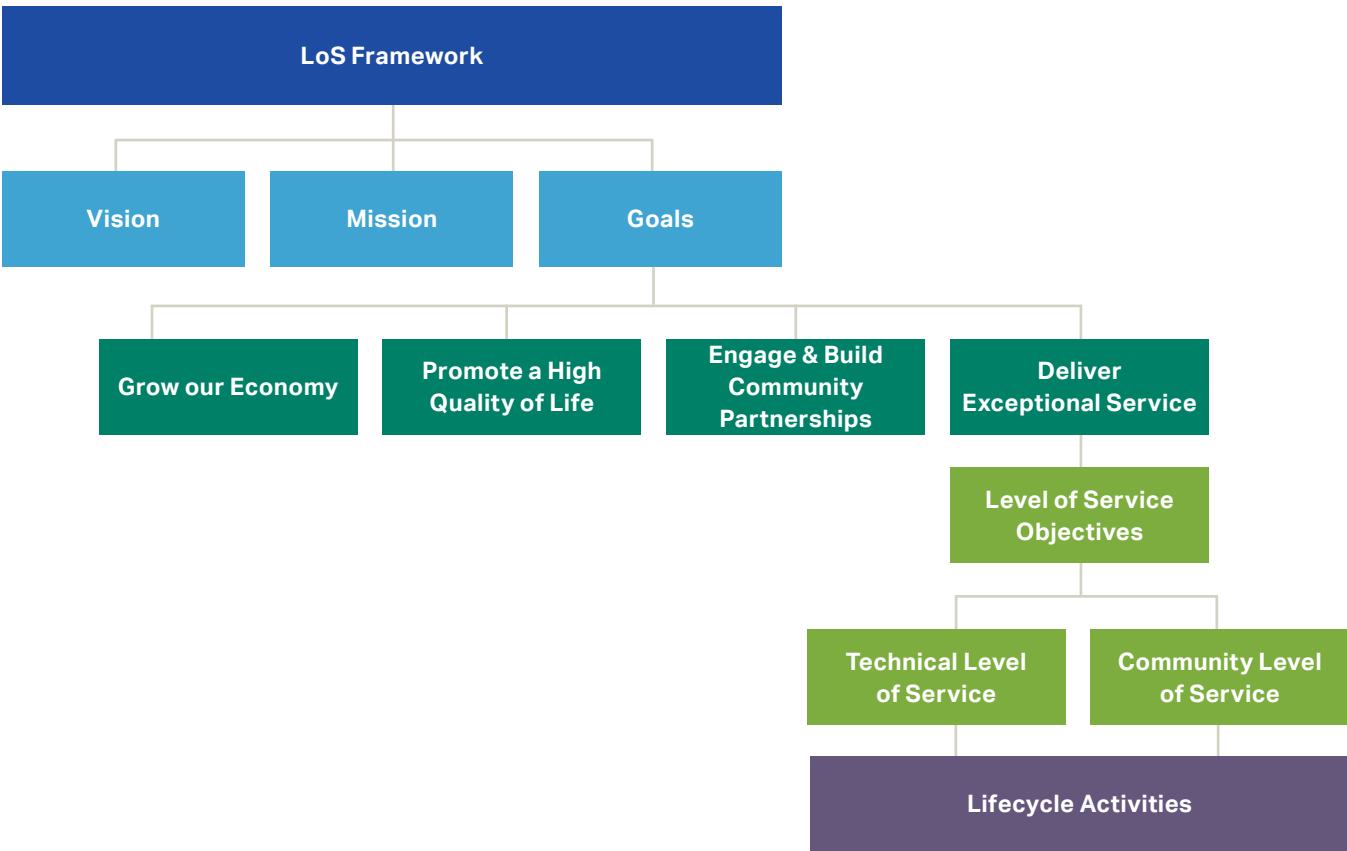 LoS Framework
Vision
Mission
Goals
Grow our Economy
Promote a High
Quality of Life
Engage & Build
Community
Partnerships
Deliver
Exceptional Service
Level of Service
Objectives
Technical Level
of Service
Community Level
of Service
Lifecycle Activities